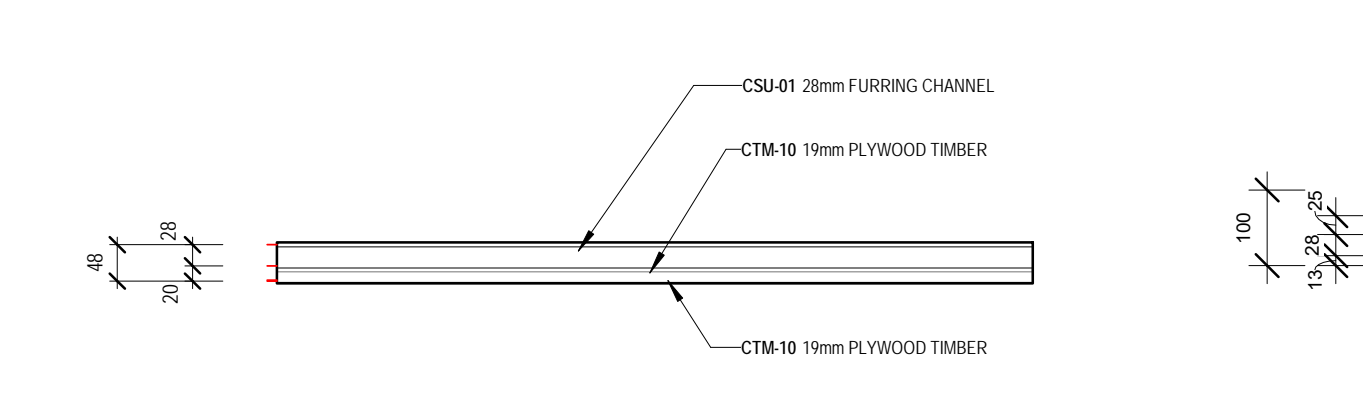 CSU-01 28mm FURRING CHANNEL
CTM-10 19mm PLYWOOD TIMBER
48
28
20
CTM-10 19mm PLYWOOD TIMBER
100
25
28
13